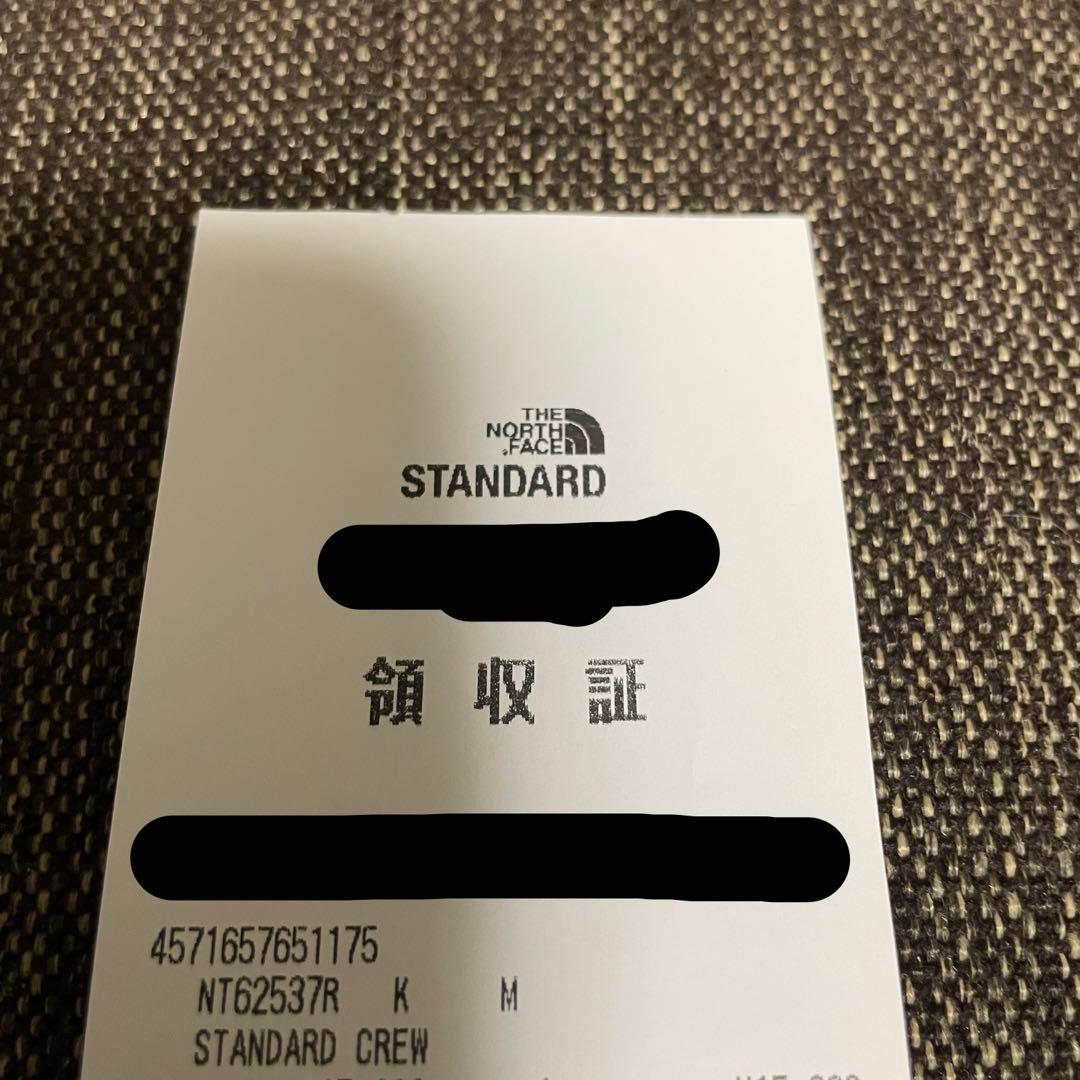 THE
NORTH
FACE
STANDARD
領収証
4571657651175
NT62537R K M
STANDARD CREW